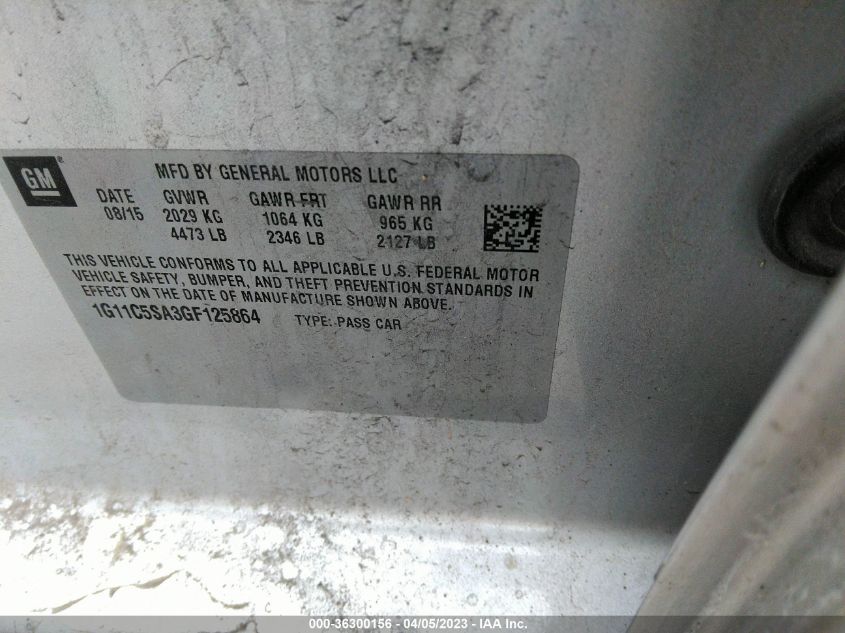 GM
MFD BY GENERAL MOTORS LLC
DATE GVWR GAWR FRT GAWR RR
08/15 2029 KG 1064 KG 965 KG
4473 LB 2346 LB 2127 LB
THIS VEHICLE CONFORMS TO ALL APPLICABLE U.S. FEDERAL MOTOR
VEHICLE SAFETY, BUMPER, AND THEFT PREVENTION STANDARDS IN
EFFECT ON THE DATE OF MANUFACTURE SHOWN ABOVE.
1G11C5SA3GF125864 TYPE: PASS CAR
000-36300156 - 04/05/2023 - IAA Inc.